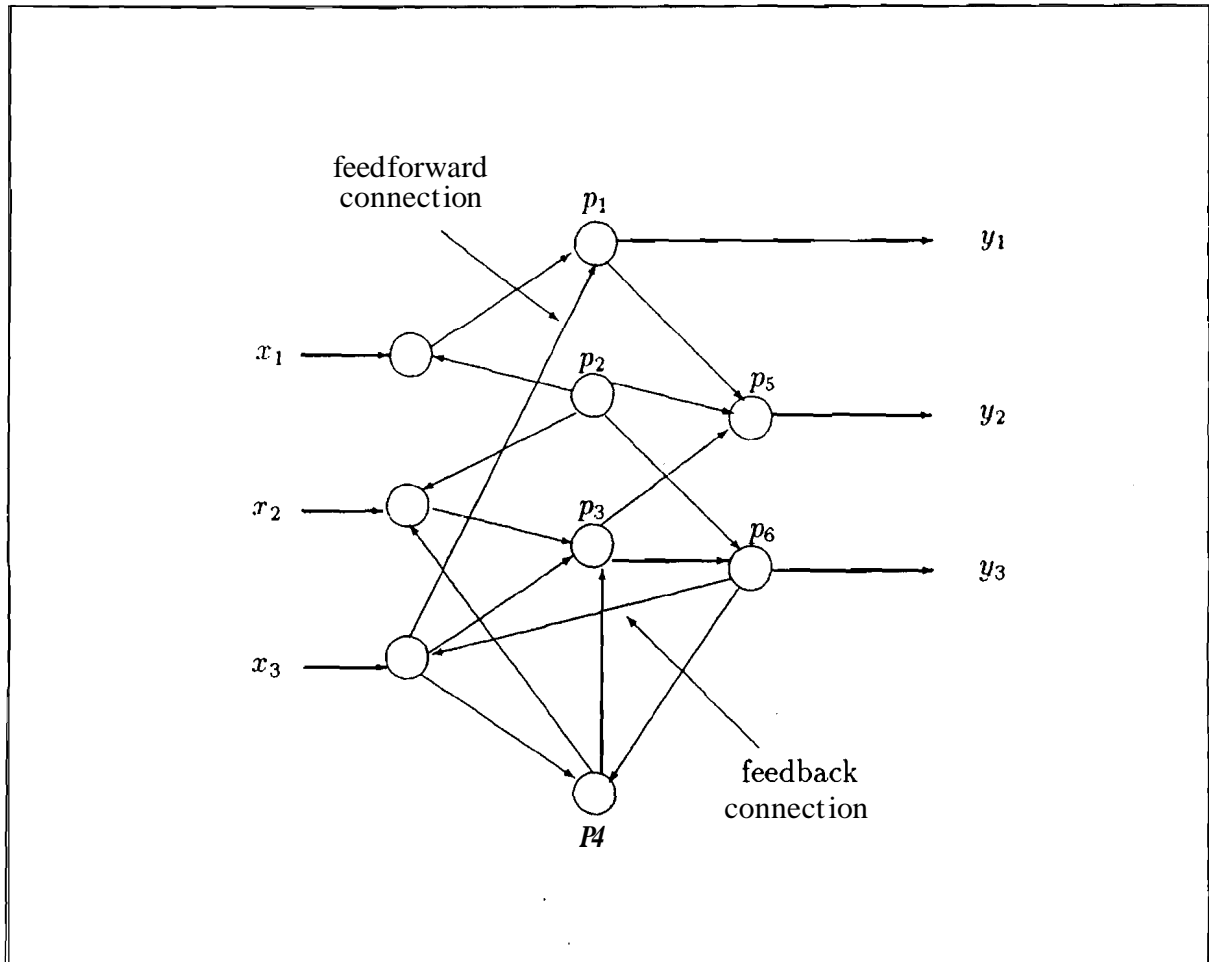 feedforward
connection
p1
y1
x1
p2
p5
y2
x2
p3
p6
y3
x3
feedback
connection
P4